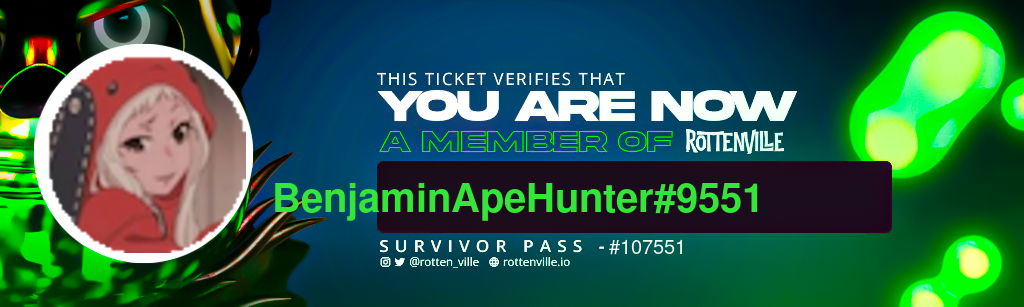 THIS TICKET VERIFIES THAT
YOU ARE NOW
A MEMBER OF ROTTENVILLE
BenjaminApeHunter#9551
SURVIVOR PASS - #107551
@rotten_ville rottenville.io